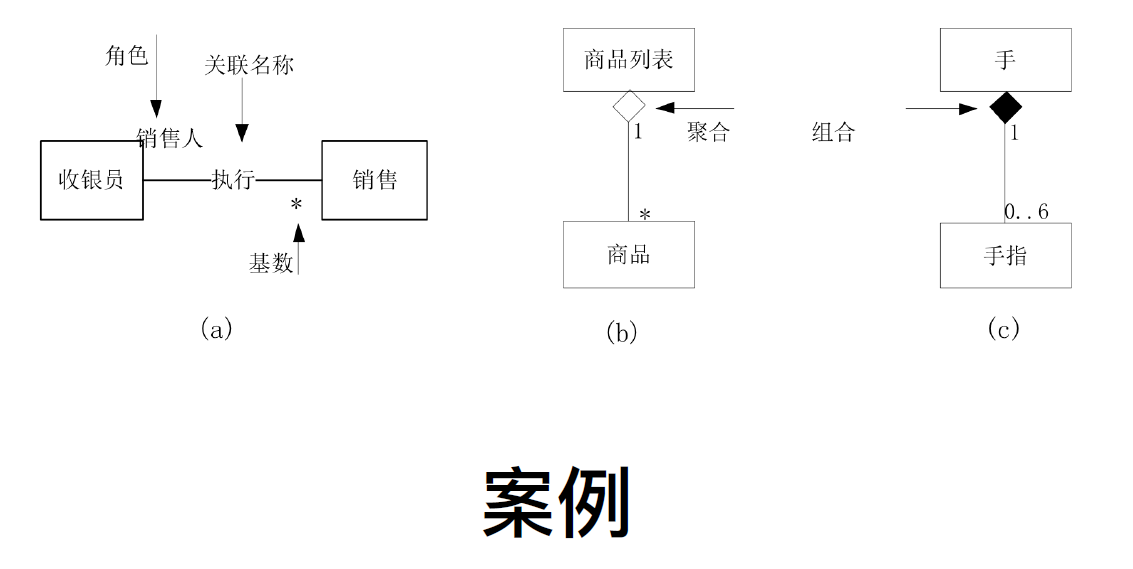 角色
关联名称
销售人
收银员
执行
销售
*
基数
(a)
商品列表
1
聚合
*
商品
(b)
手
组合
1
0..6
手指
(c)
案例